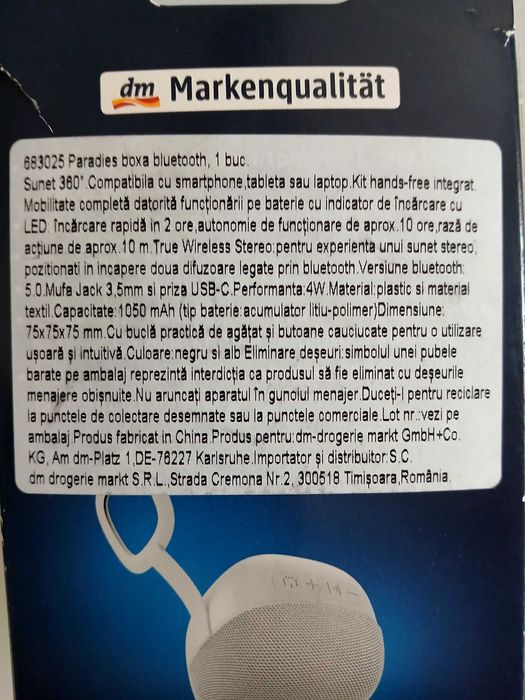 dm Markenqualität
683025 Paradies boxa bluetooth, 1 buc.
Sunet 360°.Compatibila cu smartphone,tableta sau laptop.Kit hands-free integrat.
Mobilitate completă datorită funcționării pe baterie cu indicator de încărcare cu
LED: încărcare rapidă in 2 ore,autonomie de funcționare de aprox.10 ore,rază de
acțiune de aprox.10 m.True Wireless Stereo:pentru experienta unui sunet stereo,
pozitionati in incapere doua difuzoare legate prin bluetooth.Versiune bluetooth:
5.0.Mufa Jack 3,5mm si priza USB-C.Performanta:4W.Material:plastic si material
textil.Capacitate:1050 mAh (tip baterie:acumulator litiu-polimer)Dimensiune:
75x75x75 mm.Cu buclă practică de agățat și butoane cauciucate pentru o utilizare
ușoară și intuitivă.Culoare:negru si alb Eliminare deșeuri:simbolul unei pubele
barate pe ambalaj reprezintă interdicția ca produsul să fie eliminat cu deșeurile
menajere obișnuite.Nu aruncați aparatul în gunoiul menajer.Duceți-l pentru reciclare
la punctele de colectare desemnate sau la punctele comerciale.Lot nr.:vezi pe
ambalaj.Produs fabricat in China.Produs pentru:dm-drogerie markt GmbH+Co.
KG, Am dm-Platz 1,DE-76227 Karlsruhe.Importator și distribuitor:S.C.
dm drogerie markt S.R.L.,Strada Cremona Nr.2, 300518 Timișoara,România.